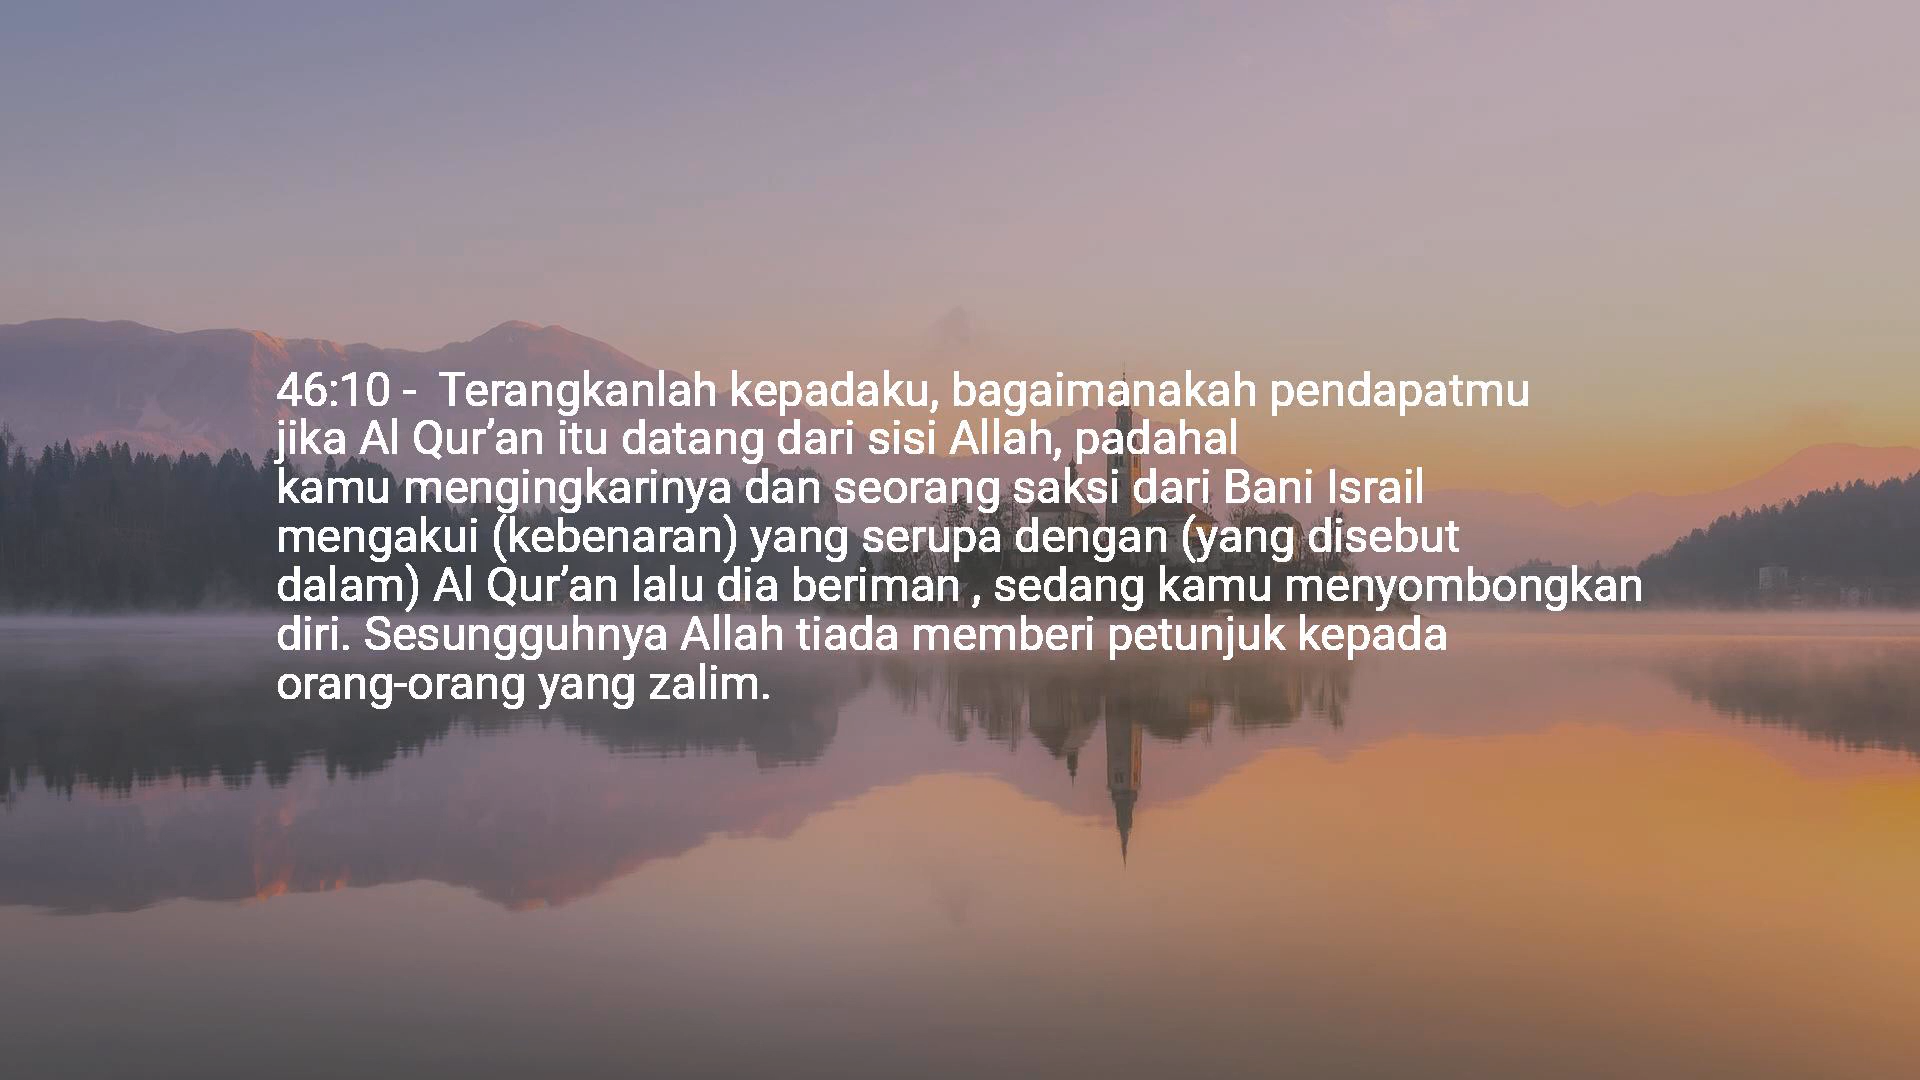 46:10 -  Terangkanlah kepadaku, bagaimanakah pendapatmu
jika Al Qur’an itu datang dari sisi Allah, padahal
kamu mengingkarinya dan seorang saksi dari Bani Israil
mengakui (kebenaran) yang serupa dengan (yang disebut
dalam) Al Qur’an lalu dia beriman , sedang kamu menyombongkan
diri. Sesungguhnya Allah tiada memberi petunjuk kepada
orang-orang yang zalim.